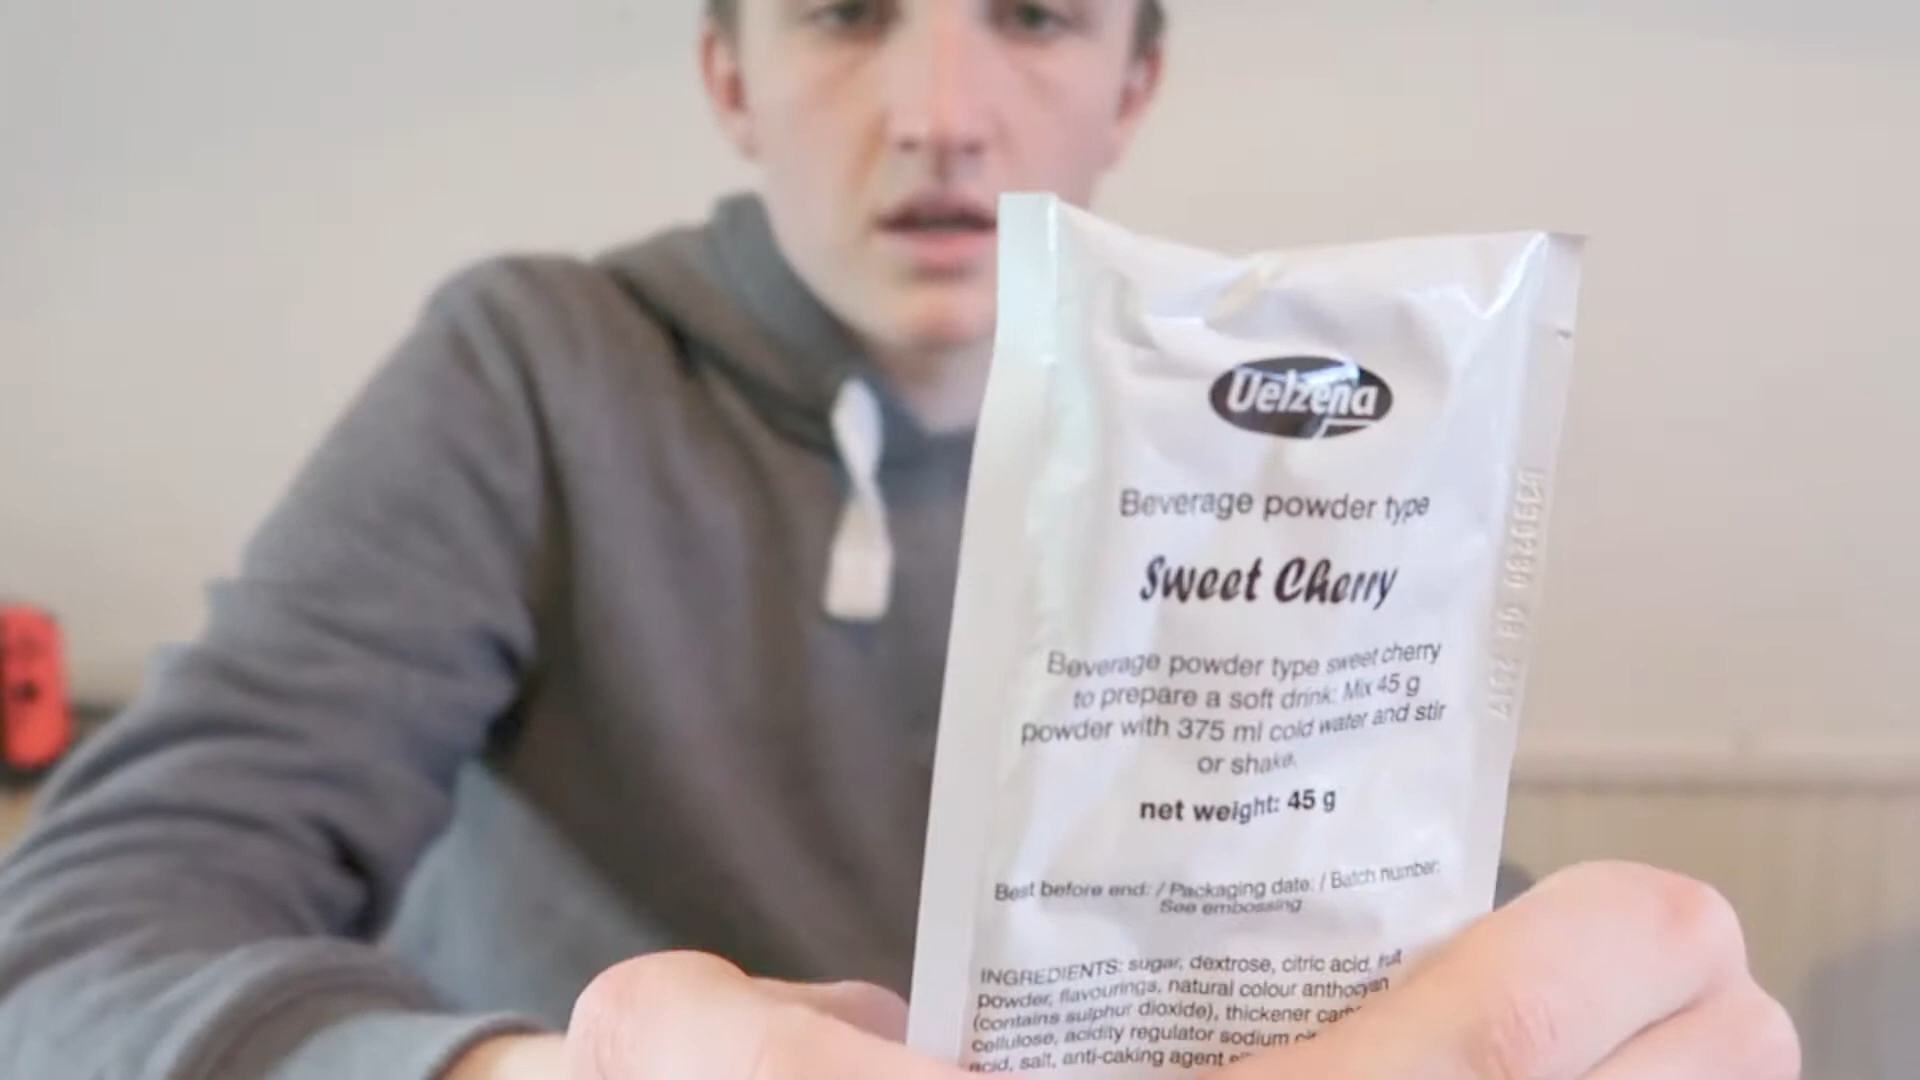 Uelzena
Beverage powder type
Sweet Cherry
Beverage powder type sweet cherry
to prepare a soft drink: Mix 45 g
powder with 375 ml cold water and stir
or shake.
net weight: 45 g
Best before end: / Packaging date: / Batch number:
See embossing
INGREDIENTS: sugar, dextrose, citric acid, fruit
powder, flavourings, natural colour anthocyan
(contains sulphur dioxide), thickener
cellulose, acidity regulator sodium
acid, salt, anti-caking agent